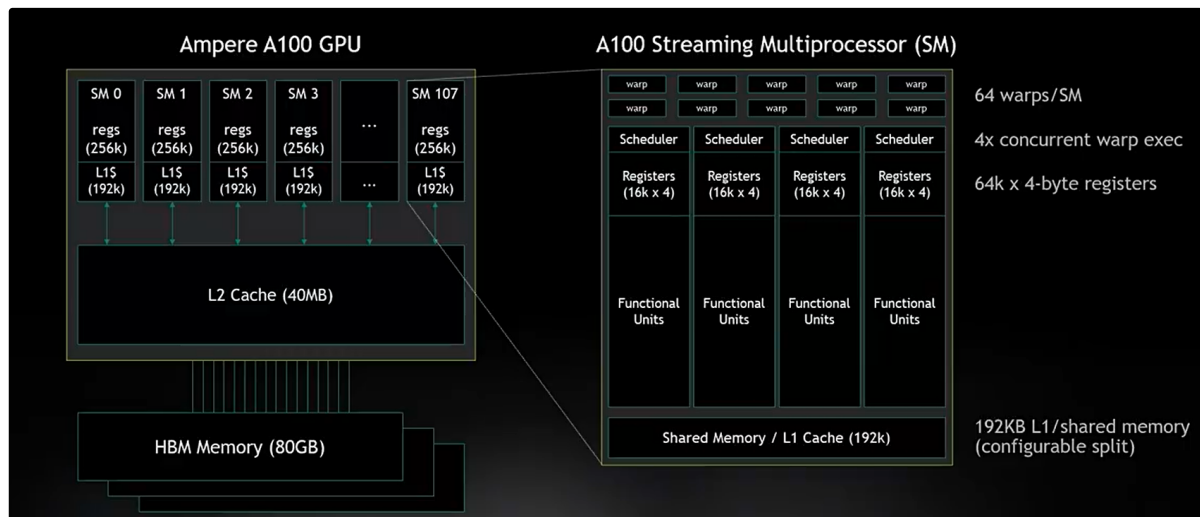 Ampere A100 GPU
SM 0
regs
(256k)
L1$
(192k)
SM 1
regs
(256k)
L1$
(192k)
SM 2
regs
(256k)
L1$
(192k)
SM 3
regs
(256k)
L1$
(192k)
...
...
SM 107
regs
(256k)
L1$
(192k)
L2 Cache (40MB)
HBM Memory (80GB)
A100 Streaming Multiprocessor (SM)
warp warp warp warp warp
warp warp warp warp warp
64 warps/SM
Scheduler Scheduler Scheduler Scheduler
4x concurrent warp exec
Registers Registers Registers Registers
(16k x 4) (16k x 4) (16k x 4) (16k x 4)
64k x 4-byte registers
Functional Functional Functional Functional
Units Units Units Units
Shared Memory / L1 Cache (192k)
192KB L1/shared memory
(configurable split)